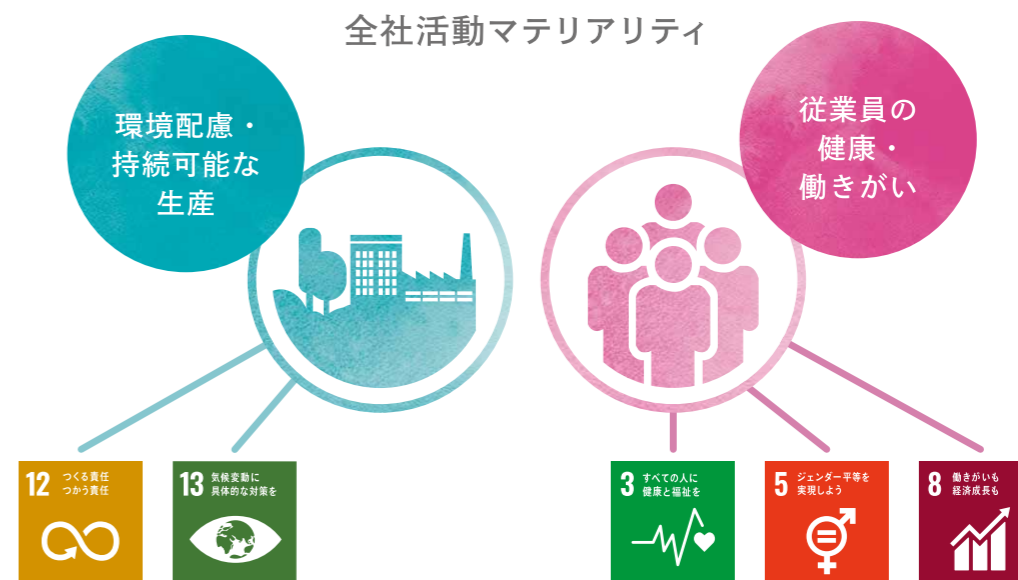 全社活動マテリアリティ
環境配慮・
持続可能な
生産
従業員の
健康・
働きがい
12 つくる責任
つかう責任
13 気候変動に
具体的な対策を
3 すべての人に
健康と福祉を
5 ジェンダー平等を
実現しよう
8 働きがいも
経済成長も